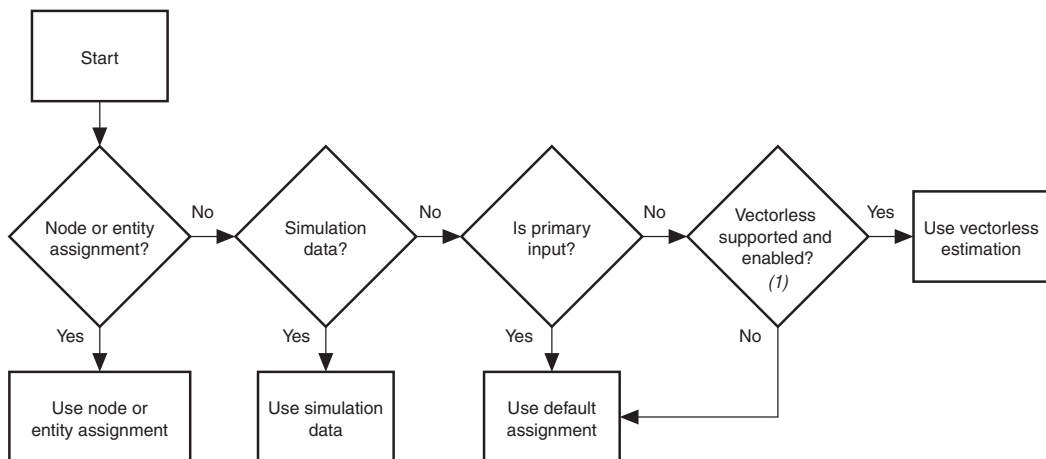 Start
Node or entity
assignment?
No
Simulation
data?
No
Is primary
input?
No
Vectorless
supported and
enabled?
(1)
Yes
Use vectorless
estimation
Yes
Yes
Yes
No
Use node or
entity assignment
Use simulation
data
Use default
assignment